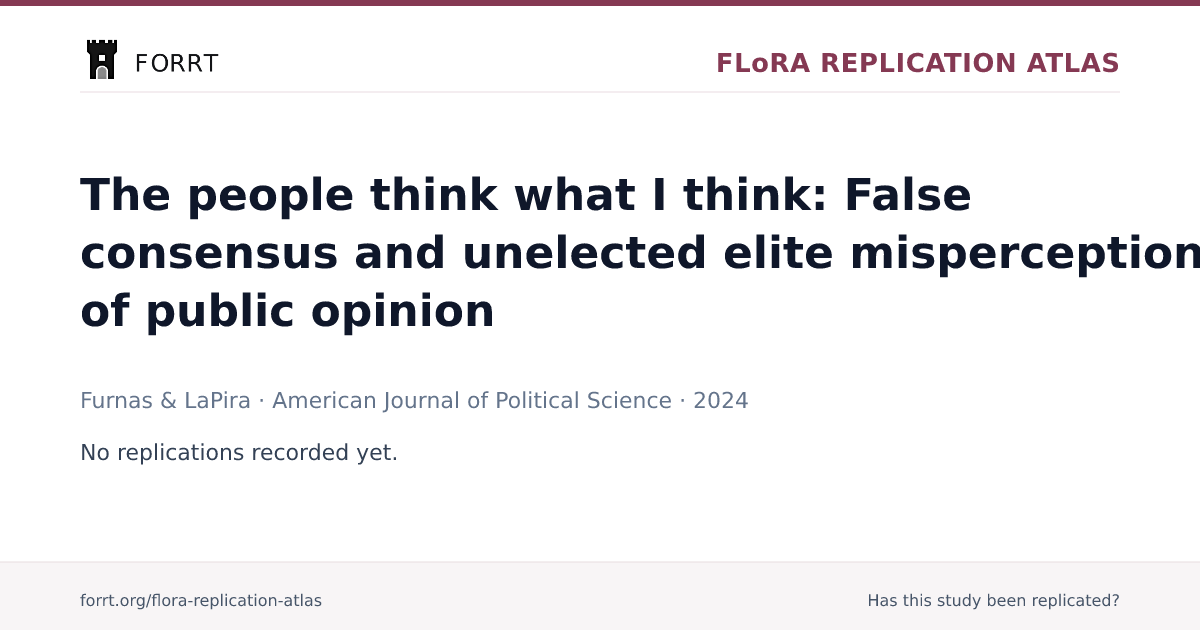 FORRT
FLoRA REPLICATION ATLAS
The people think what I think: False
consensus and unelected elite misperception
of public opinion
Furnas & LaPira · American Journal of Political Science · 2024
No replications recorded yet.
forrt.org/flora-replication-atlas
Has this study been replicated?